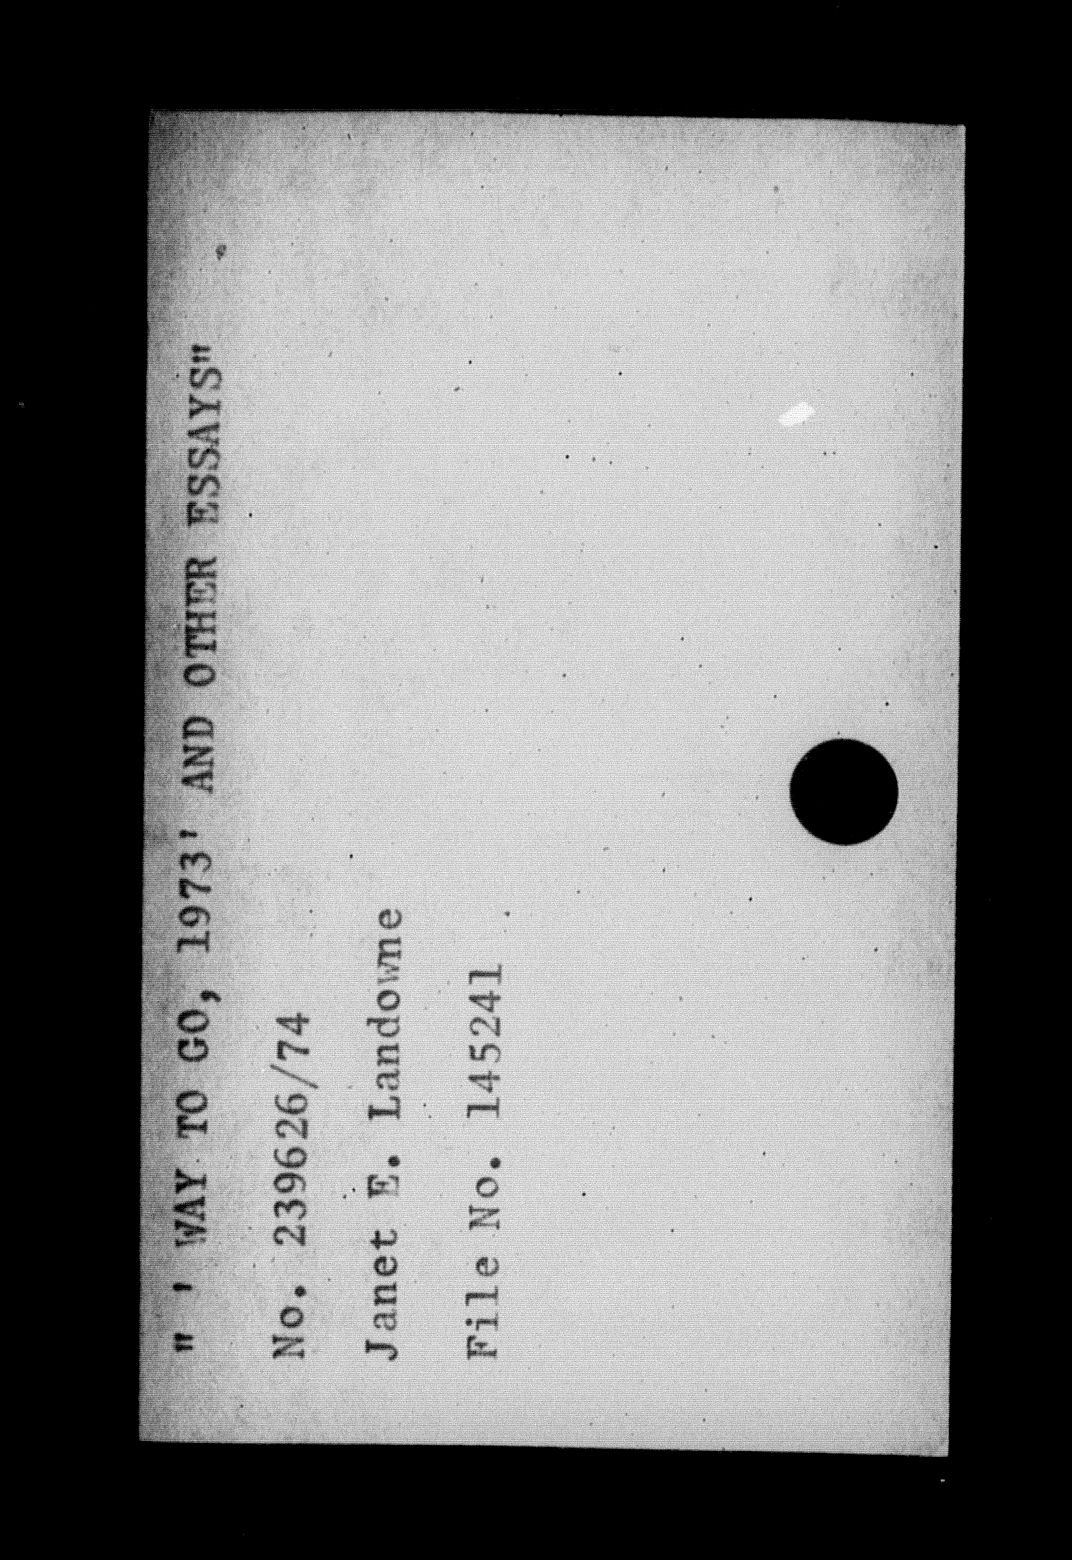 " ' WAY TO GO, 1973' AND OTHER ESSAYS"
No. 239626/74
Janet E. Landowne
File No. 145241